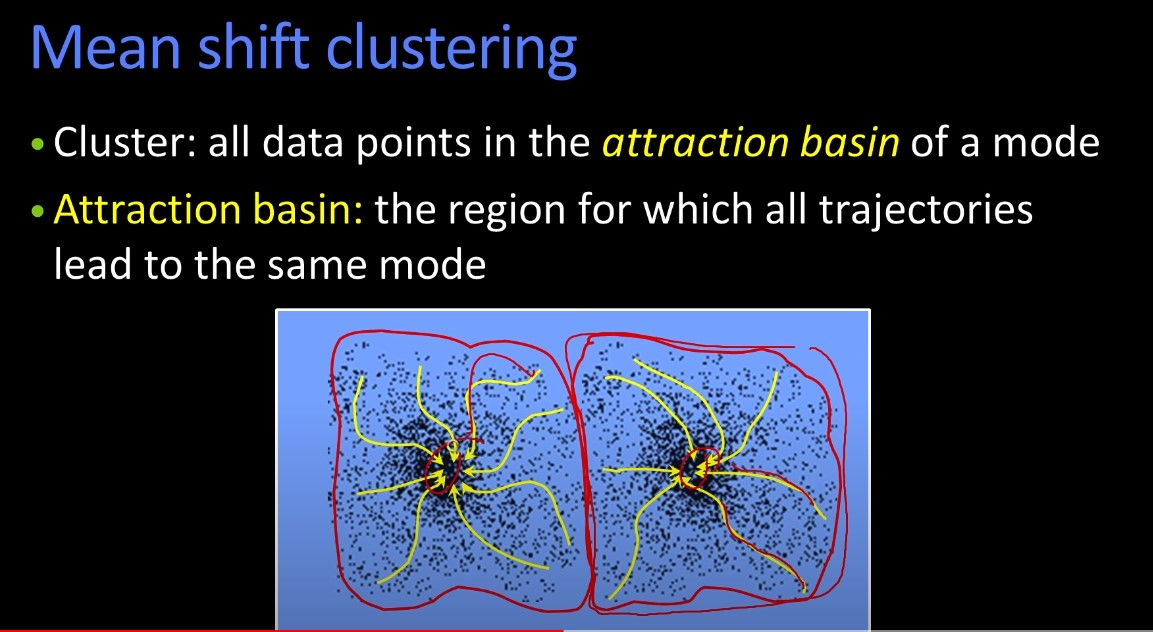 Mean shift clustering
• Cluster: all data points in the attraction basin of a mode
• Attraction basin: the region for which all trajectories
lead to the same mode